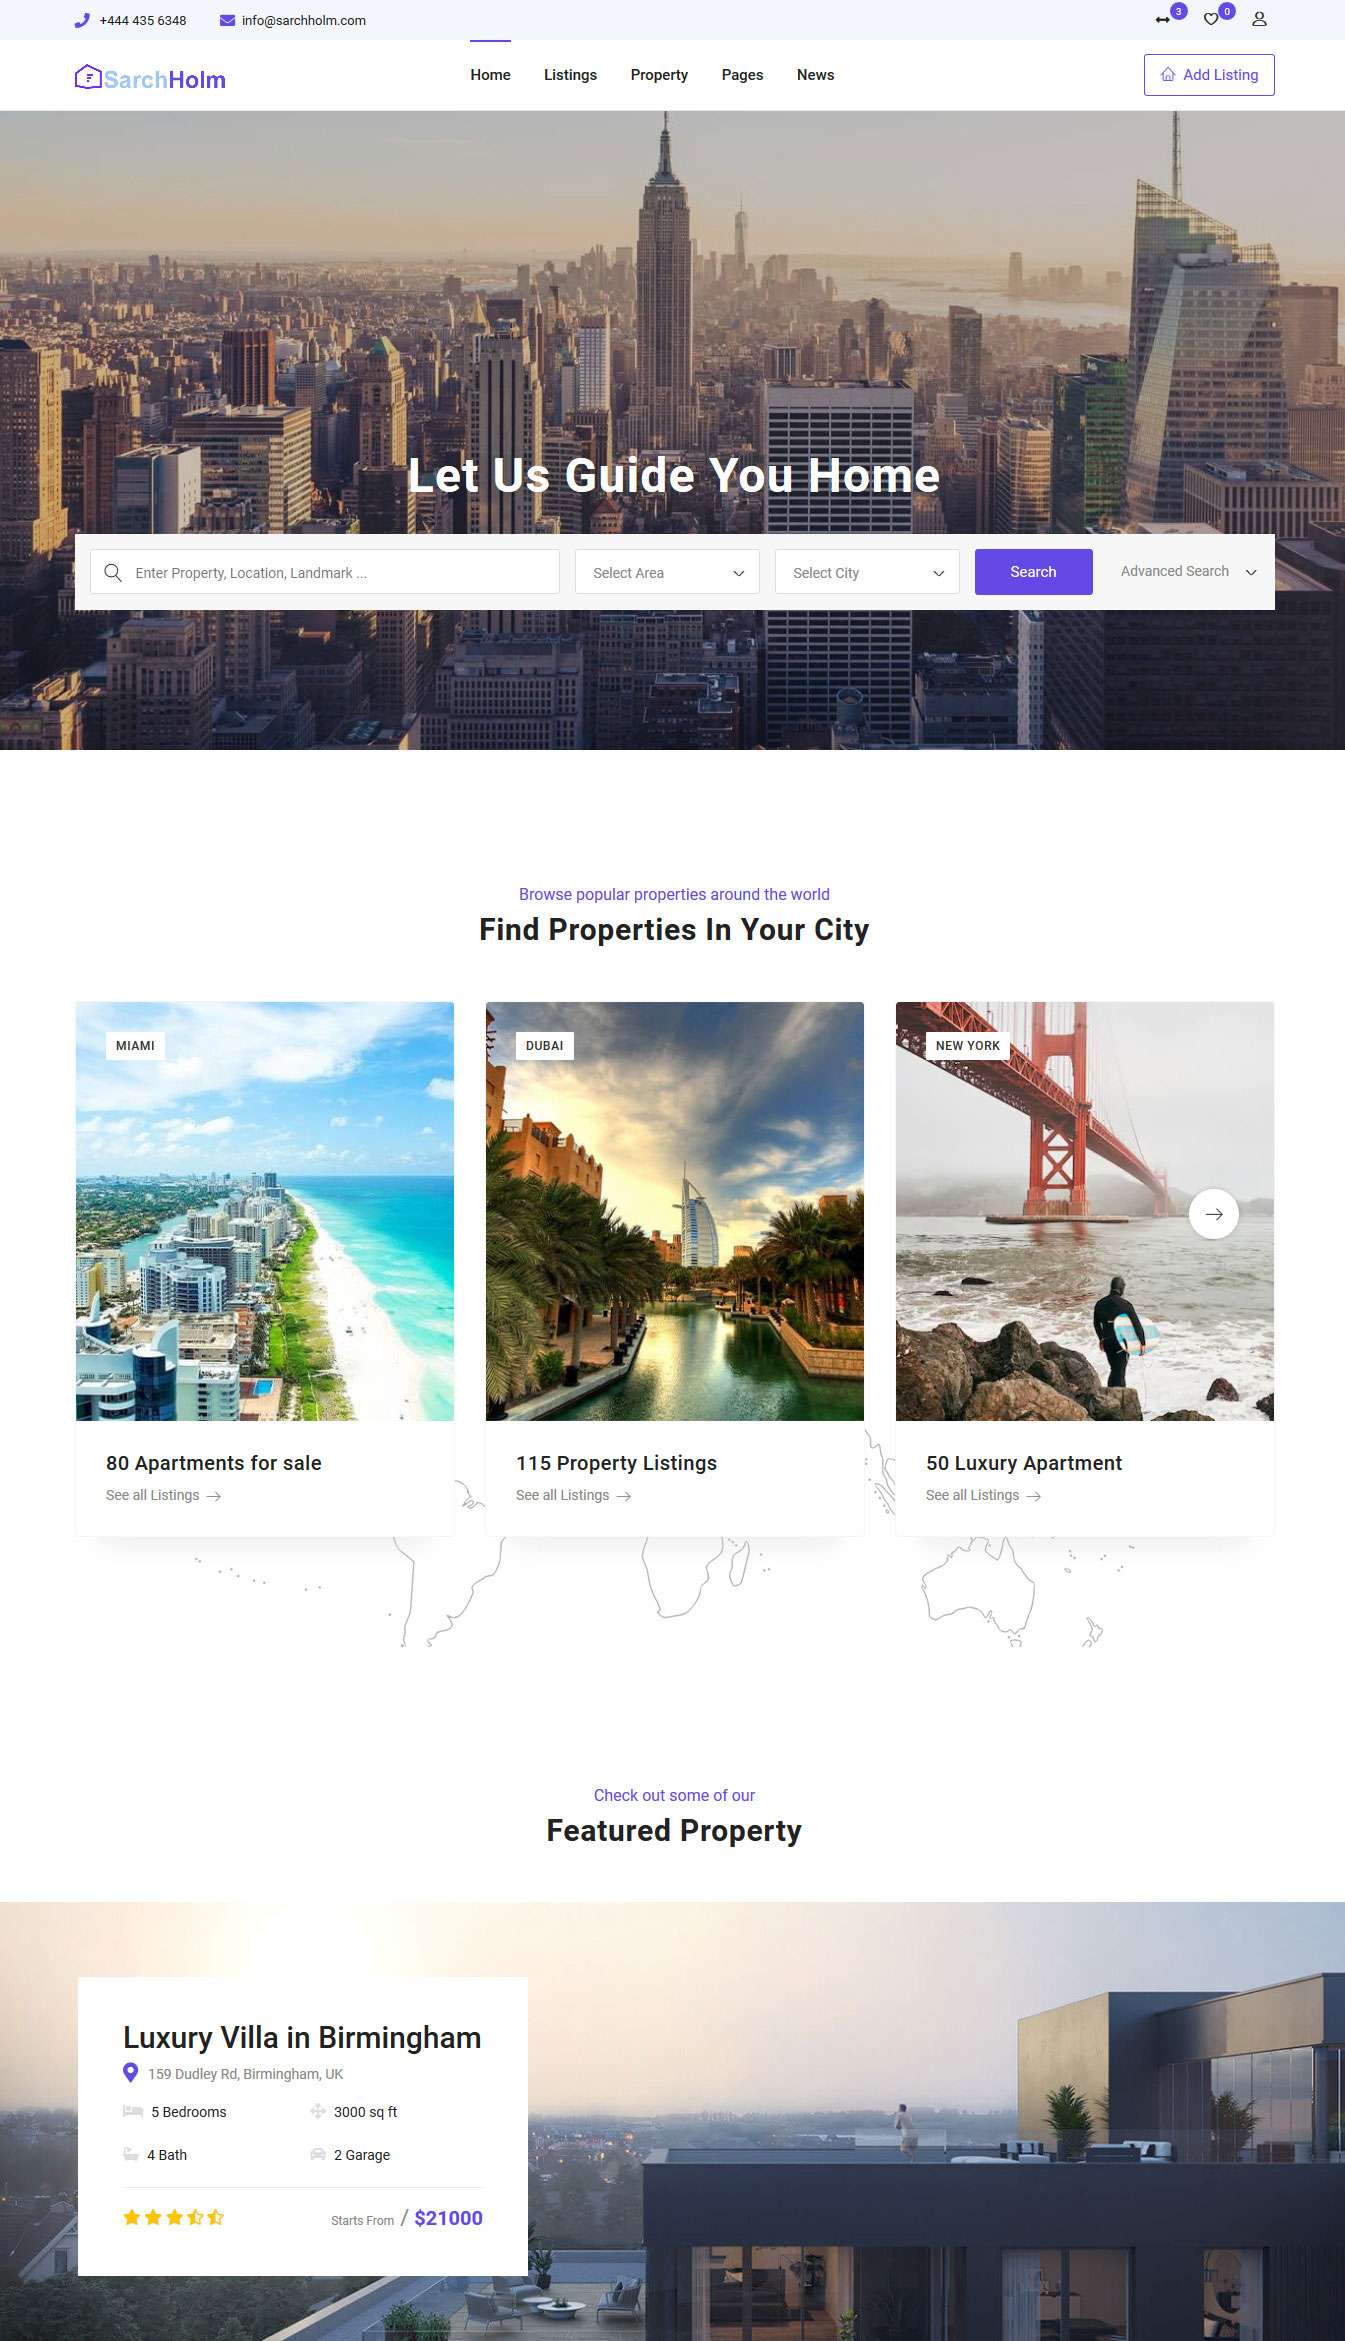 +444 435 6348
info@sarchholm.com
3
0
SarchHolm
Home
Listings
Property
Pages
News
Add Listing
Let Us Guide You Home
Enter Property, Location, Landmark ...
Select Area
Select City
Search
Advanced Search
Browse popular properties around the world
Find Properties In Your City
MIAMI
80 Apartments for sale
See all Listings
DUBAI
115 Property Listings
See all Listings
NEW YORK
50 Luxury Apartment
See all Listings
Check out some of our
Featured Property
Luxury Villa in Birmingham
159 Dudley Rd, Birmingham, UK
5 Bedrooms
3000 sq ft
4 Bath
2 Garage
Starts From / $21000